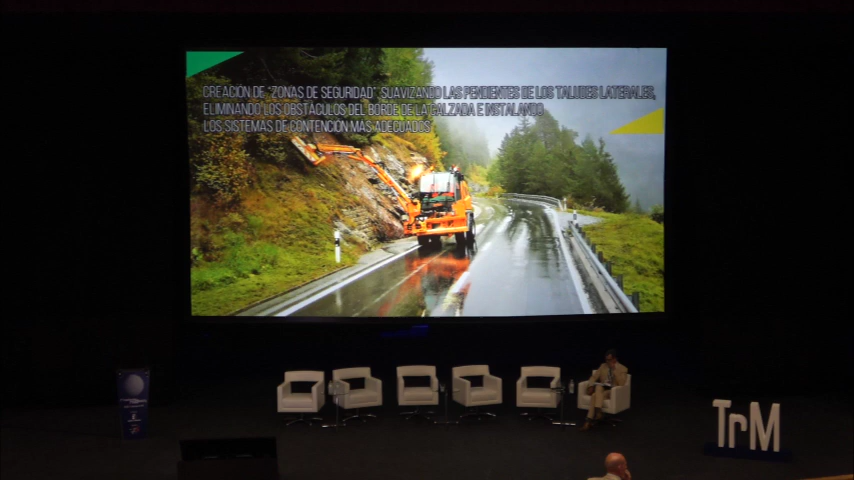 CREACIÓN DE "ZONAS DE SEGURIDAD" SUAVIZANDO LAS PENDIENTES DE LOS TALUDES LATERALES,
ELIMINANDO LOS OBSTÁCULOS DEL BORDE DE LA CALZADA E INSTALANDO
LOS SISTEMAS DE CONTENCIÓN MÁS ADECUADOS
TrM